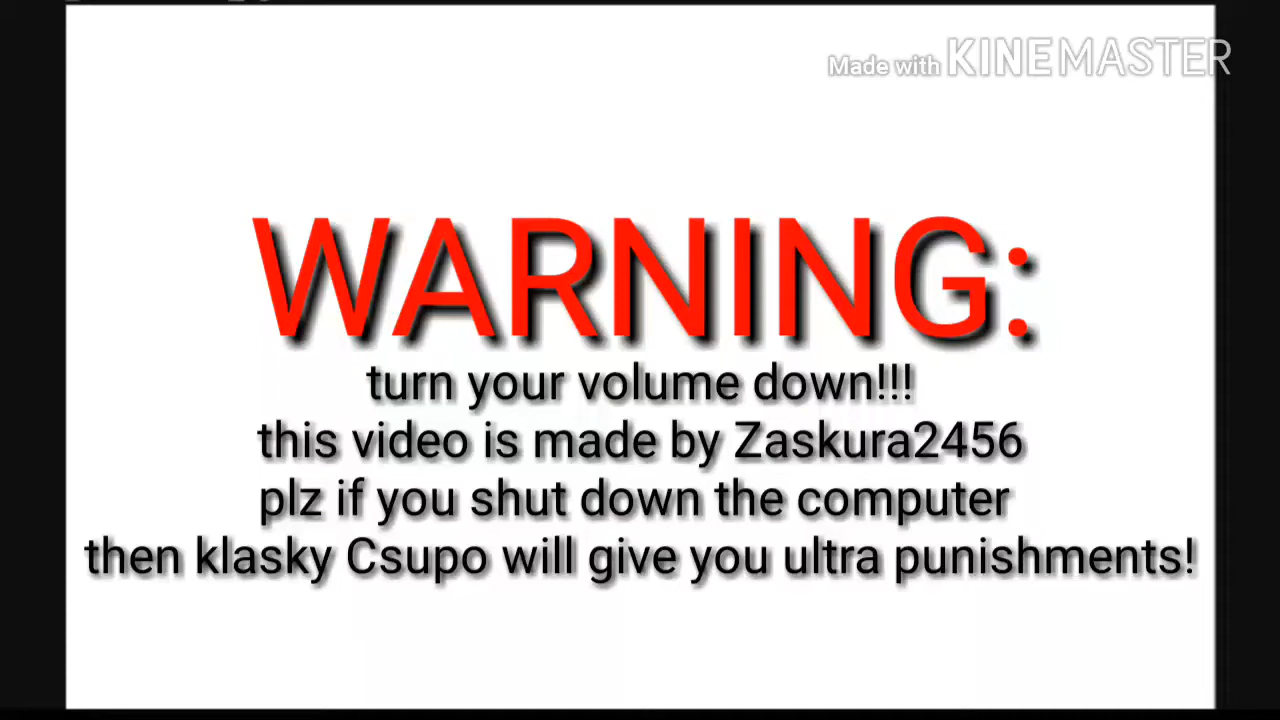 Made with KINEMASTER
WARNING:
turn your volume down!!!
this video is made by Zaskura2456
plz if you shut down the computer
then klasky Csupo will give you ultra punishments!